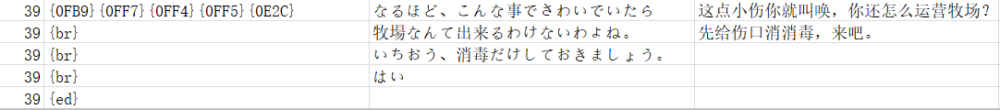 39 {0FB9}{0FF7}{0FF4}{0FF5}{0E2C} なるほど、こんな事でさわいでいたら 这点小伤你就叫唤，你还怎么运营牧场？
39 {br} 牧場なんて出来るわけないわよね。 先给伤口消消毒，来吧。
39 {br} いちおう、消毒だけしておきましょう。
39 {br} はい
39 {ed}